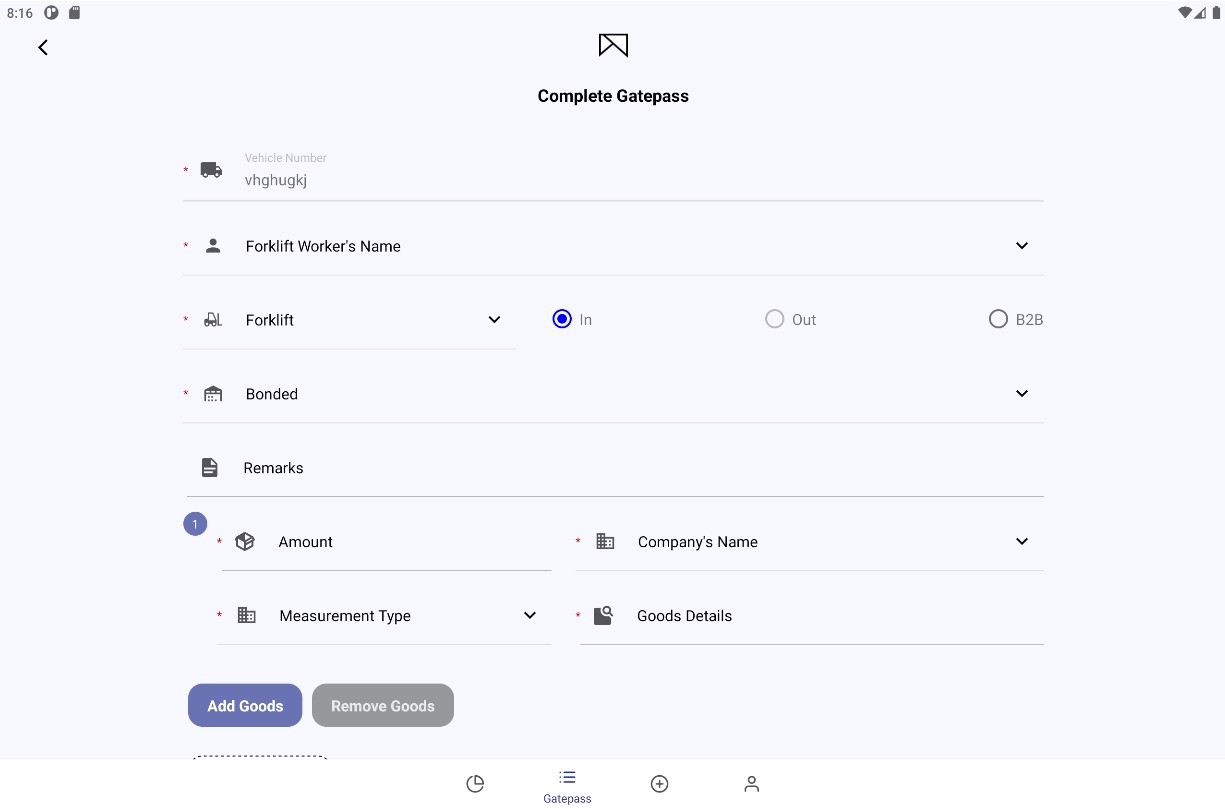 8:16
Complete Gatepass
* Vehicle Number
vhghugkj
* Forklift Worker's Name
* Forklift In Out B2B
* Bonded
Remarks
1
* Amount * Company's Name
* Measurement Type * Goods Details
Add Goods Remove Goods
Gatepass